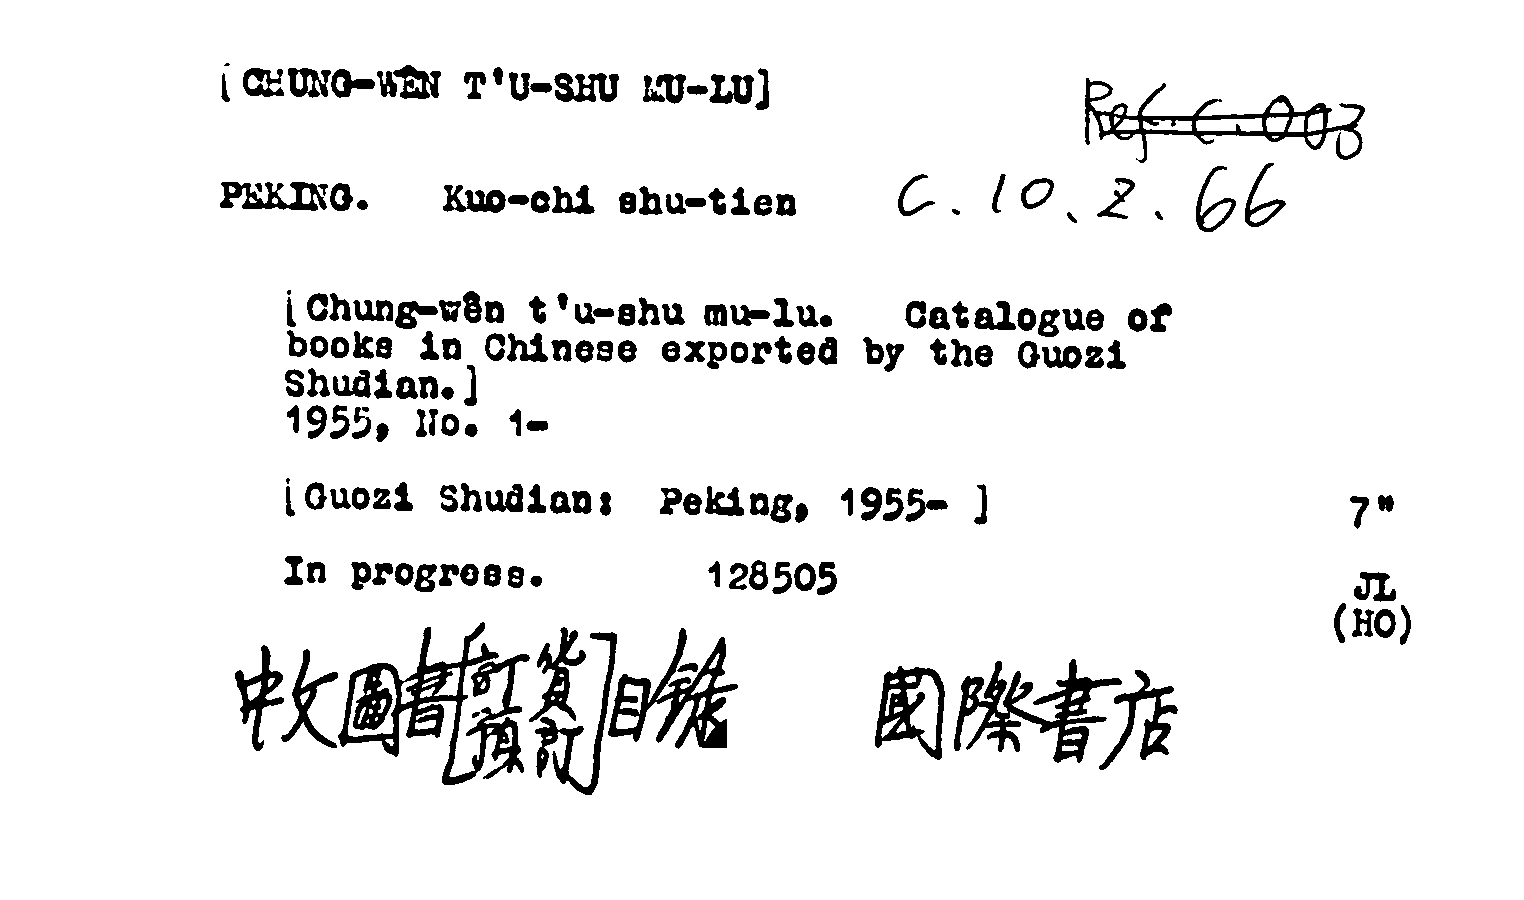 [CHUNG-WÊN T'U-SHU MU-LU]
Ref. C. 003
PEKING. Kuo-chi shu-tien C. 10. Z. 66
[Chung-wên t'u-shu mu-lu. Catalogue of
books in Chinese exported by the Guozi
Shudian.]
1955, No. 1-
[Guozi Shudian: Peking, 1955- ] 7"
In progress. 128505 JL
(HO)
中文圖書[訂貨 預訂]目錄 國際書店